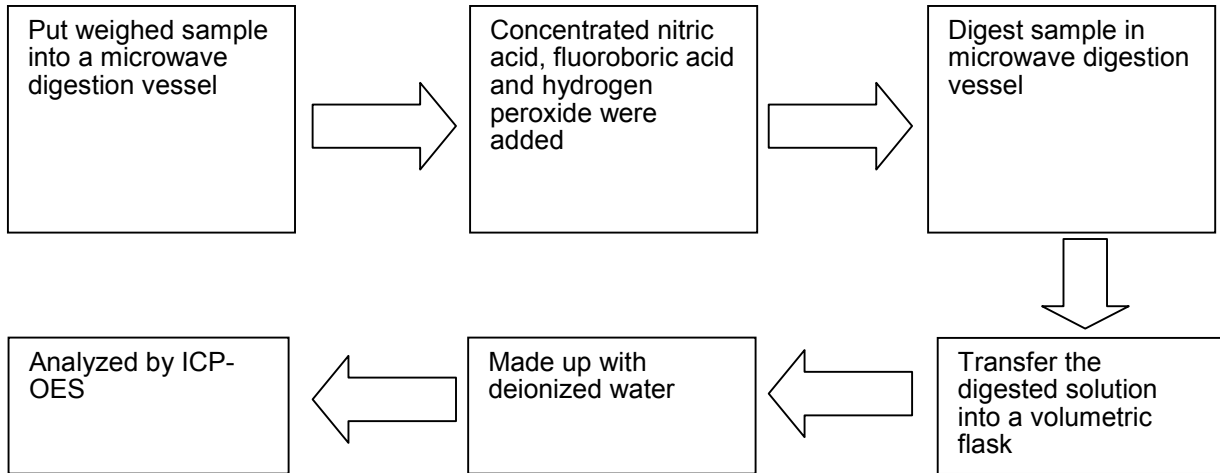 Put weighed sample
into a microwave
digestion vessel
Concentrated nitric
acid, fluoroboric acid
and hydrogen
peroxide were
added
Digest sample in
microwave digestion
vessel
Transfer the
digested solution
into a volumetric
flask
Made up with
deionized water
Analyzed by ICP-
OES